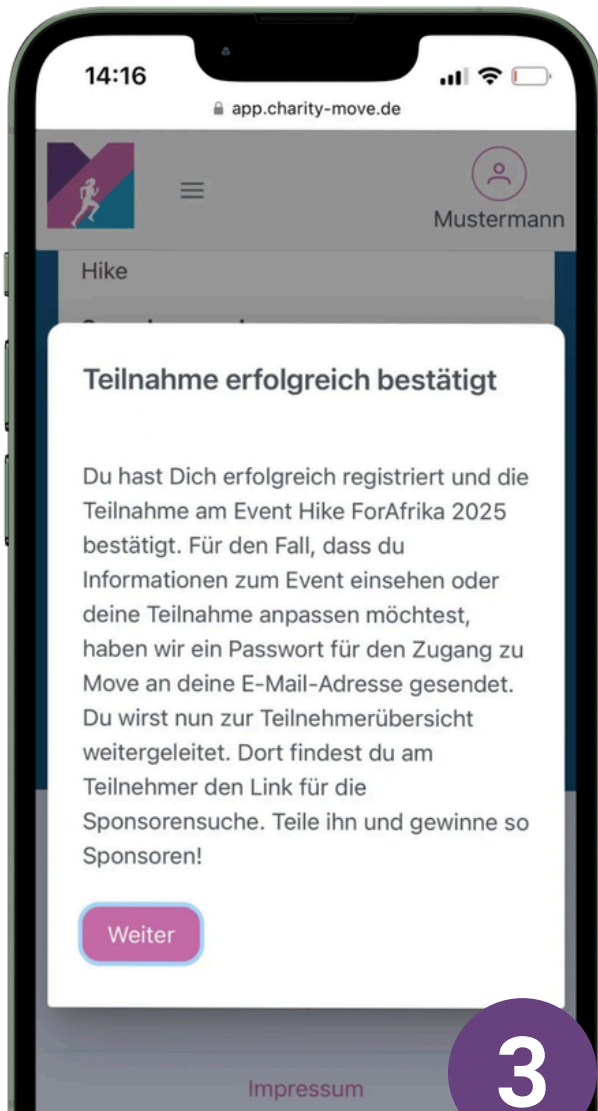 14:16
app.charity-move.de
Mustermann
Hike
Teilnahme erfolgreich bestätigt
Du hast Dich erfolgreich registriert und die
Teilnahme am Event Hike ForAfrika 2025
bestätigt. Für den Fall, dass du
Informationen zum Event einsehen oder
deine Teilnahme anpassen möchtest,
haben wir ein Passwort für den Zugang zu
Move an deine E-Mail-Adresse gesendet.
Du wirst nun zur Teilnehmerübersicht
weitergeleitet. Dort findest du am
Teilnehmer den Link für die
Sponsorensuche. Teile ihn und gewinne so
Sponsoren!
Weiter
3
Impressum